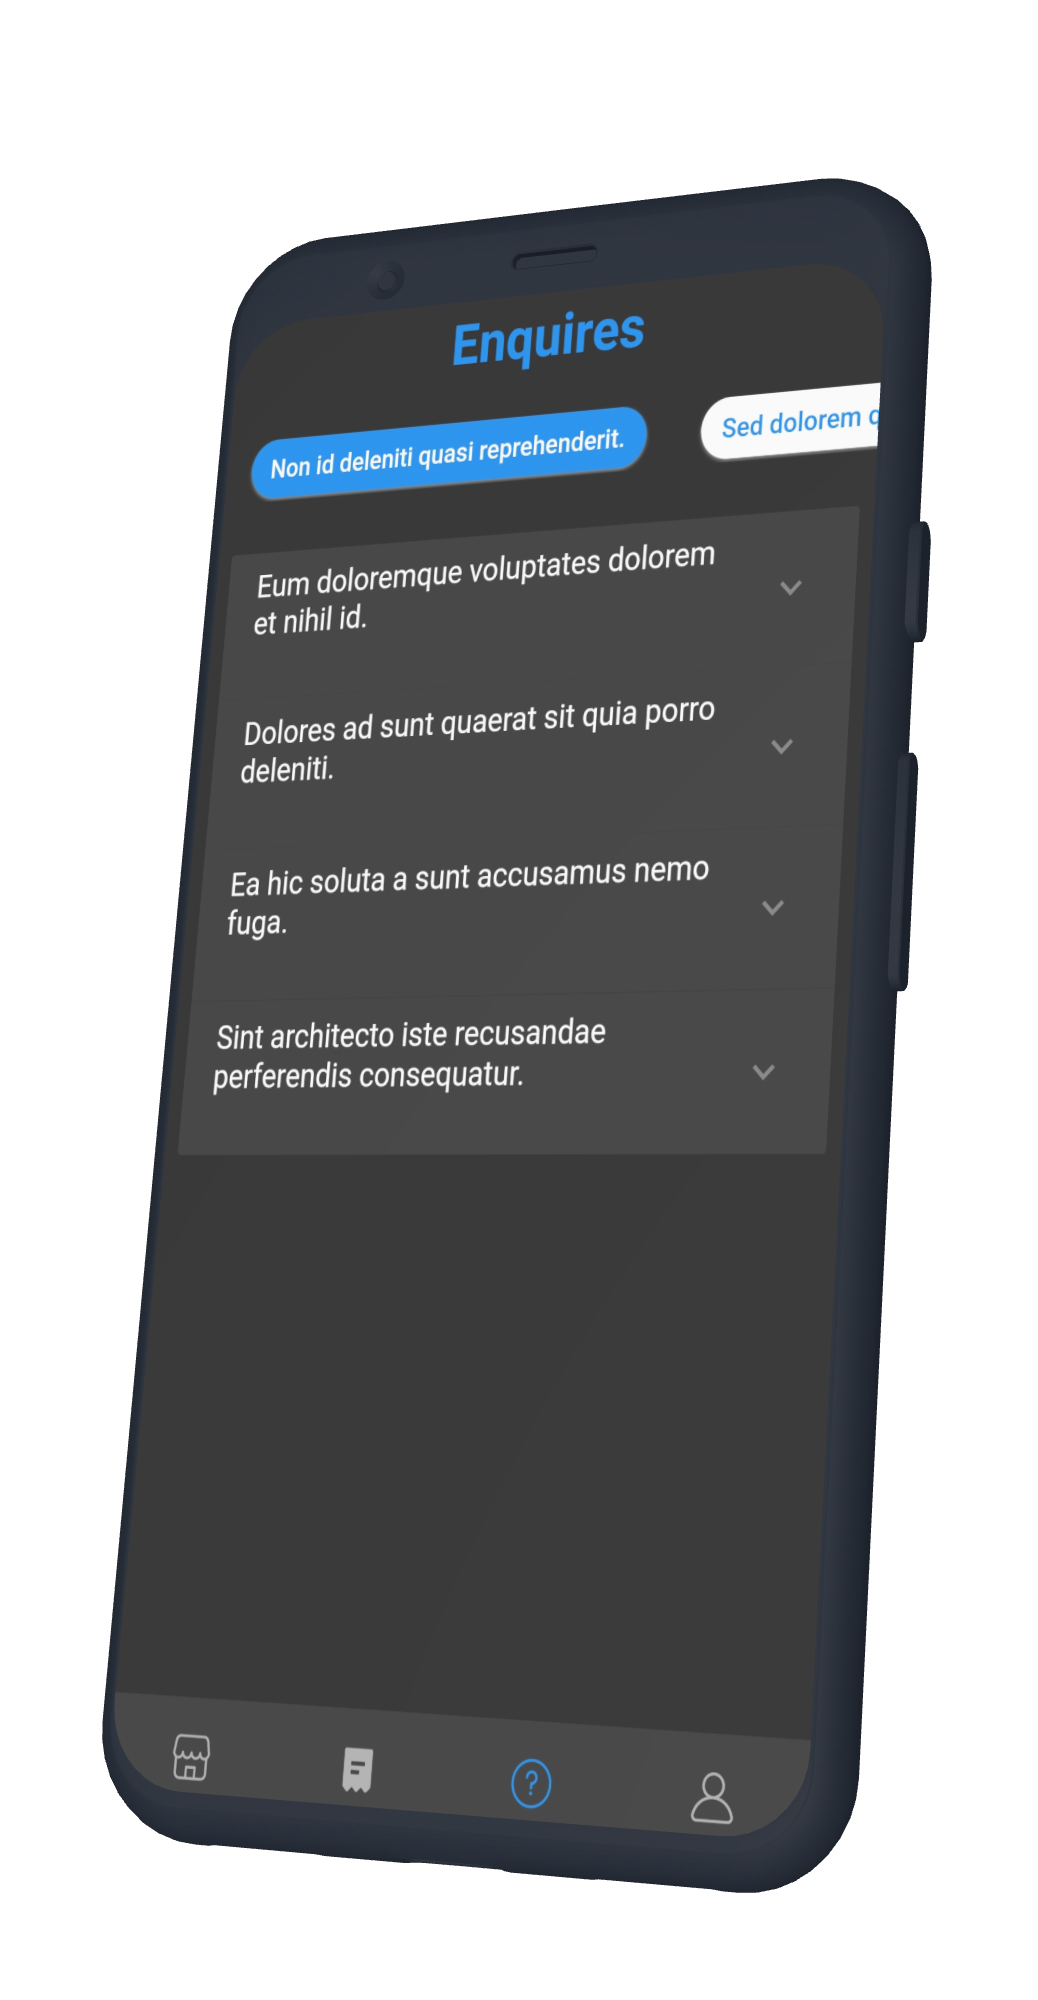 Enquires
Non id deleniti quasi reprehenderit.
Sed dolorem
Eum doloremque voluptates dolorem
et nihil id.
Dolores ad sunt quaerat sit quia porro
deleniti.
Ea hic soluta a sunt accusamus nemo
fuga.
Sint architecto iste recusandae
perferendis consequatur.
?